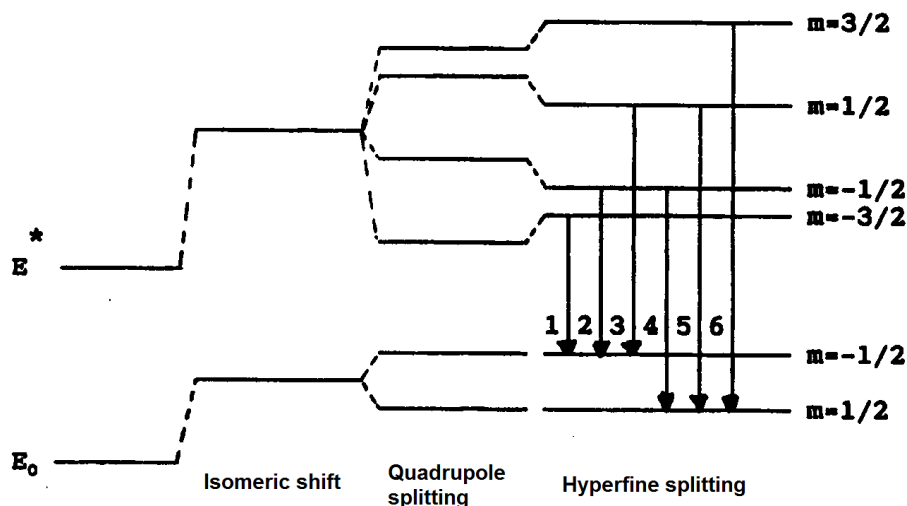 m=3/2
m=1/2
m=-1/2
m=-3/2
E*
1 2 3 4 5 6
m=-1/2
m=1/2
E₀
Isomeric shift
Quadrupole
splitting
Hyperfine splitting